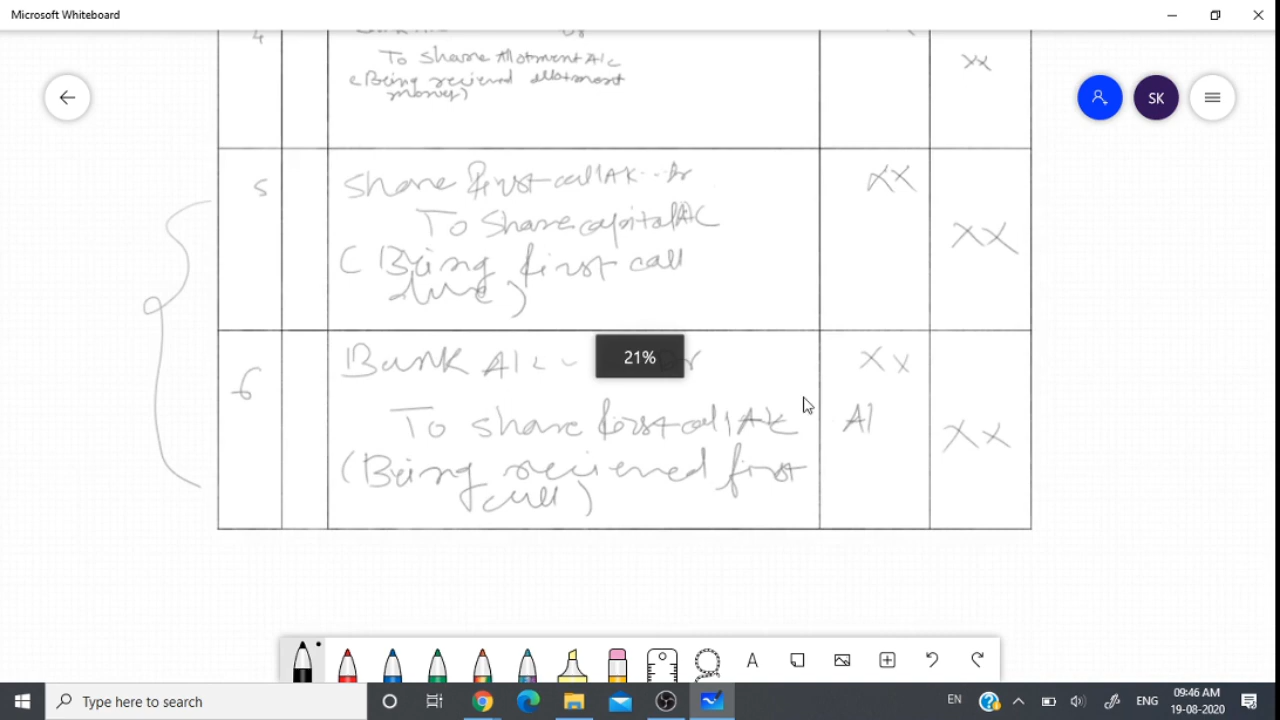 Microsoft Whiteboard
4
To share Allotment A/c
xx
(Being recieved allotment
money)
SK
5
Share first call A/c ... Dr
XX
To Share capital A/C
XX
(Being first call
due)
21%
6
Bank A/c -- Dr
Xx
To share first call A/c
A/
XX
(Being recieved first
call)
A
Type here to search
EN
ENG
09:46 AM
19-08-2020